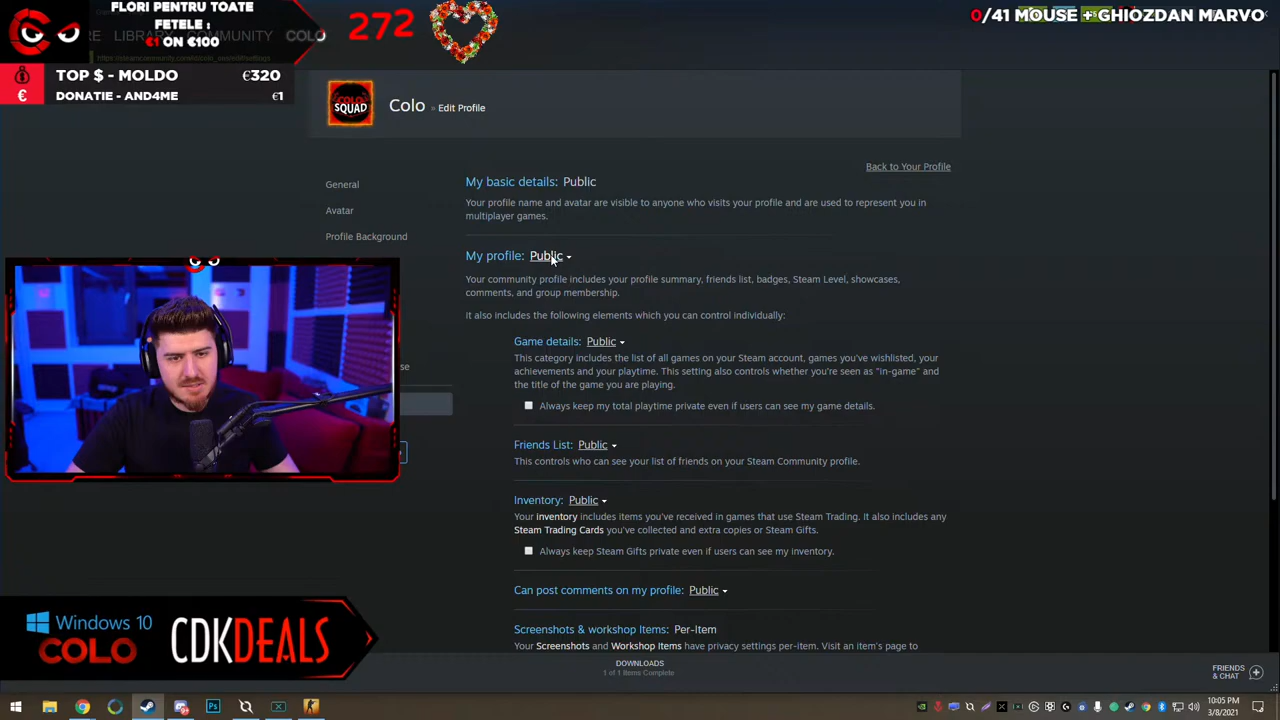 FLORI PENTRU TOATE
FETELE :
€1 ON €100
272
0/41 MOUSE + GHIOZDAN MARVO
LIBRARY
COMMUNITY
COLO
TOP $ - MOLDO €320
DONATIE - AND4ME €1
COLO
SQUAD
Colo » Edit Profile
Back to Your Profile
General
Avatar
Profile Background
My basic details: Public
Your profile name and avatar are visible to anyone who visits your profile and are used to represent you in
multiplayer games.
My profile: Public
Your community profile includes your profile summary, friends list, badges, Steam Level, showcases,
comments, and group membership.
It also includes the following elements which you can control individually:
Game details: Public
This category includes the list of all games on your Steam account, games you've wishlisted, your
achievements and your playtime. This setting also controls whether you're seen as "in-game" and
the title of the game you are playing.
Always keep my total playtime private even if users can see my game details.
Friends List: Public
This controls who can see your list of friends on your Steam Community profile.
Inventory: Public
Your inventory includes items you've received in games that use Steam Trading. It also includes any
Steam Trading Cards you've collected and extra copies or Steam Gifts.
Always keep Steam Gifts private even if users can see my inventory.
Can post comments on my profile: Public
Screenshots & workshop Items: Per-Item
Your Screenshots and Workshop Items have privacy settings per-item. Visit an item's page to
Windows 10
COLO
CDKDEALS
DOWNLOADS
1 of 1 Items Complete
FRIENDS
& CHAT
10:05 PM
3/8/2021